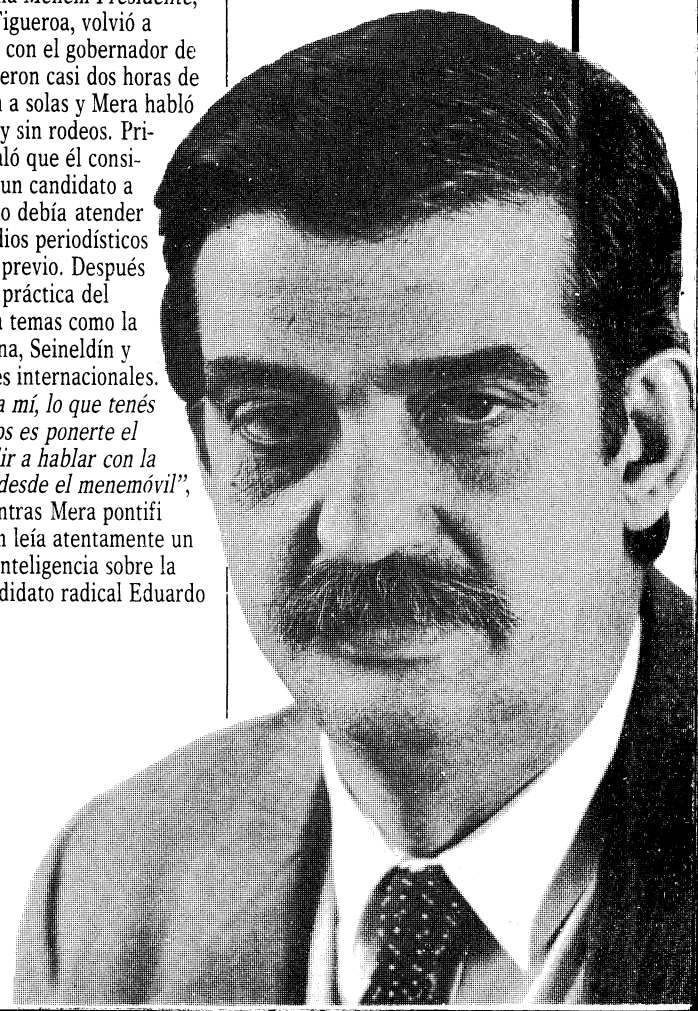 Menem Presidente,
Figueroa, volvió a
con el gobernador de
eron casi dos horas de
a solas y Mera habló
y sin rodeos. Pri-
ló que él consi-
un candidato a
o debía atender
dios periodísticos
previo. Después
práctica del
temas como la
na, Seineldín y
es internacionales.
a mí, lo que tenés
os es ponerte el
ir a hablar con la
desde el menemóvil”,
ntras Mera pontifi
n leía atentamente un
nteligencia sobre la
didato radical Eduardo